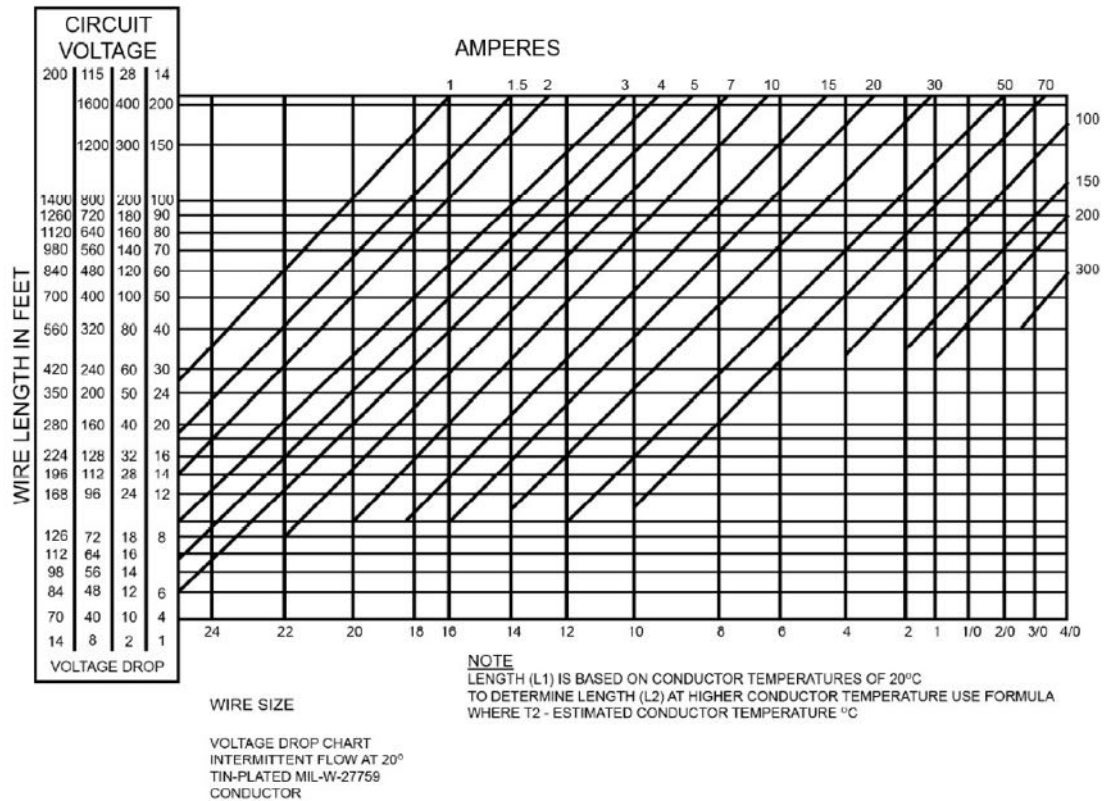 CIRCUIT
VOLTAGE
AMPERES
200 115 28 14
1 1.5 2 3 4 5 7 10 15 20 30 50 70
1600 400 200
100
1200 300 150
150
1400 800 200 100
1260 720 180 90
200
1120 640 160 80
980 560 140 70
840 480 120 60
300
700 400 100 50
560 320 80 40
420 240 60 30
350 200 50 24
280 160 40 20
224 128 32 16
196 112 28 14
168 96 24 12
126 72 18 8
112 64 16
98 56 14
84 48 12 6
70 40 10 4
14 8 2 1
WIRE LENGTH IN FEET
24 22 20 18 16 14 12 10 8 6 4 2 1 1/0 2/0 3/0 4/0
VOLTAGE DROP
NOTE
LENGTH (L1) IS BASED ON CONDUCTOR TEMPERATURES OF 20ºC
TO DETERMINE LENGTH (L2) AT HIGHER CONDUCTOR TEMPERATURE USE FORMULA
WHERE T2 - ESTIMATED CONDUCTOR TEMPERATURE ºC
WIRE SIZE
VOLTAGE DROP CHART
INTERMITTENT FLOW AT 20º
TIN-PLATED MIL-W-27759
CONDUCTOR